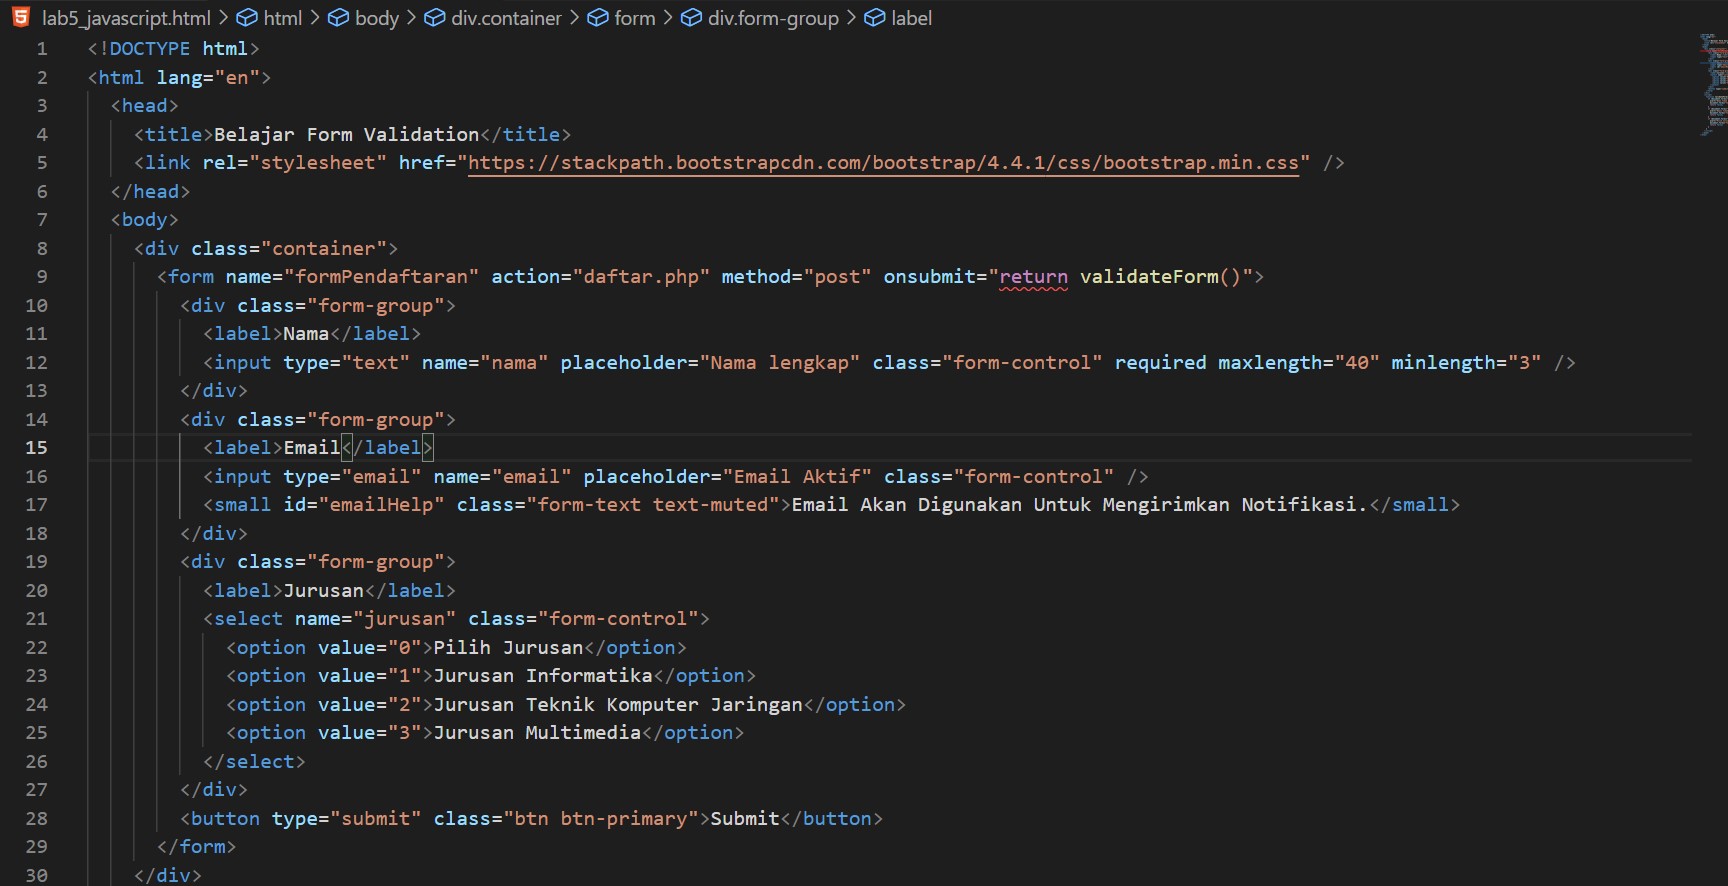 lab5_javascript.html > html > body > div.container > form > div.form-group > label
1 <!DOCTYPE html>
2 <html lang="en">
3 <head>
4 <title>Belajar Form Validation</title>
5 <link rel="stylesheet" href="https://stackpath.bootstrapcdn.com/bootstrap/4.4.1/css/bootstrap.min.css" />
6 </head>
7 <body>
8 <div class="container">
9 <form name="formPendaftaran" action="daftar.php" method="post" onsubmit="return validateForm()">
10 <div class="form-group">
11 <label>Nama</label>
12 <input type="text" name="nama" placeholder="Nama lengkap" class="form-control" required maxlength="40" minlength="3" />
13 </div>
14 <div class="form-group">
15 <label>Email</label>
16 <input type="email" name="email" placeholder="Email Aktif" class="form-control" />
17 <small id="emailHelp" class="form-text text-muted">Email Akan Digunakan Untuk Mengirimkan Notifikasi.</small>
18 </div>
19 <div class="form-group">
20 <label>Jurusan</label>
21 <select name="jurusan" class="form-control">
22 <option value="0">Pilih Jurusan</option>
23 <option value="1">Jurusan Informatika</option>
24 <option value="2">Jurusan Teknik Komputer Jaringan</option>
25 <option value="3">Jurusan Multimedia</option>
26 </select>
27 </div>
28 <button type="submit" class="btn btn-primary">Submit</button>
29 </form>
30 </div>